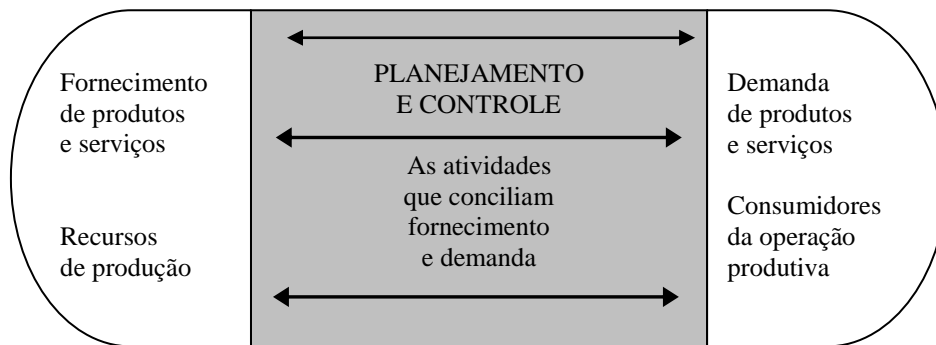 Fornecimento
de produtos
e serviços
Recursos
de produção
PLANEJAMENTO
E CONTROLE
As atividades
que conciliam
fornecimento
e demanda
Demanda
de produtos
e serviços
Consumidores
da operação
produtiva